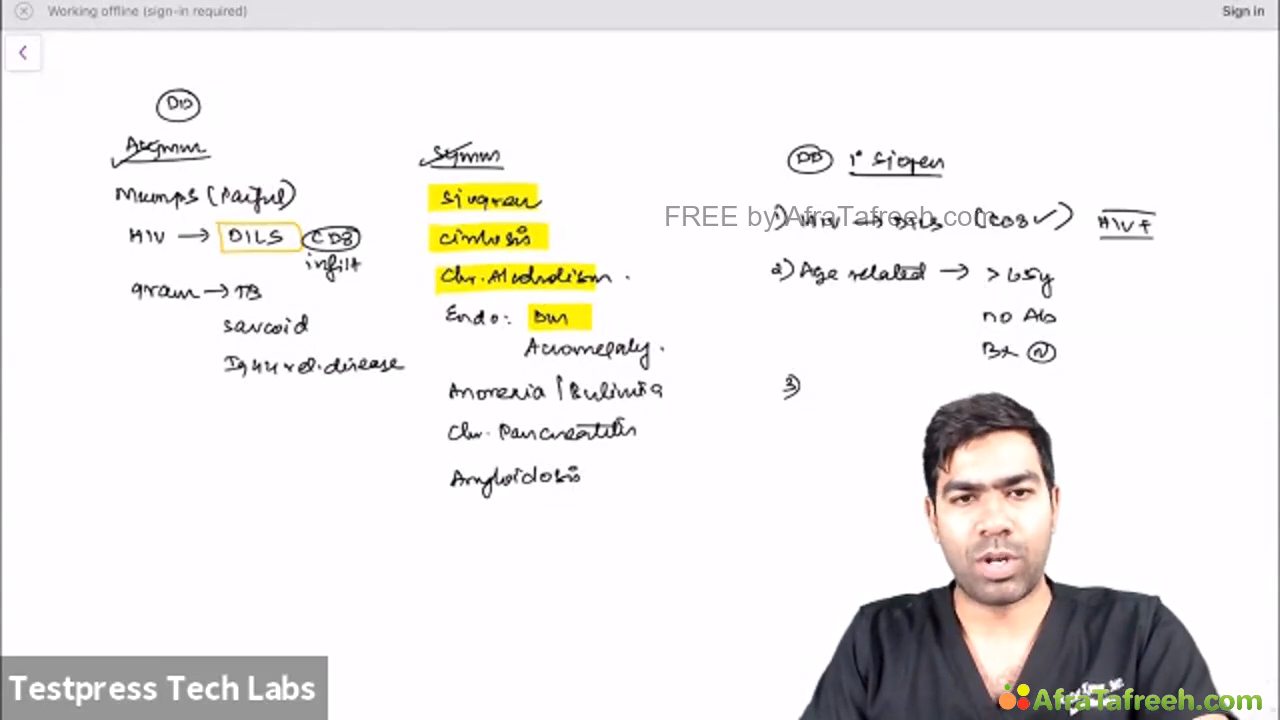 Working offline (sign-in required)
Sign in
DD
Asymm
Mumps (Painful)
HIV → DILS CD8
infilt
gram → TB
sarcoid
IgG4 rel. disease
Symm
Sjogren
Cirrhosis
Chr. Alcoholism
Endo: DM
Acromegaly
Anorexia / Bulimia
Chr. Pancreatitis
Amyloidosis
DD 1° Sjogren
FREE by AfraTafreeh.com
1) HIV → DILS (CD8 ✓) HIV +
2) Age related → > 65y
no Ab
Bx N
3)
Testpress Tech Labs
AfraTafreeh.com